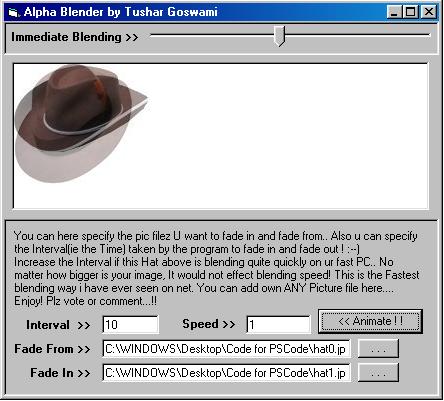 Alpha Blender by Tushar Goswami
Immediate Blending >>
You can here specify the pic filez U want to fade in and fade from.. Also u can specify
the Interval(ie the Time) taken by the program to fade in and fade out ! :--)
Increase the Interval if this Hat above is blending quite quickly on ur fast PC.. No
matter how bigger is your image, It would not effect blending speed! This is the Fastest
blending way i have ever seen on net. You can add own ANY Picture file here....
Enjoy! Plz vote or comment...!!
Interval >> 10 Speed >> 1 << Animate ! !
Fade From >> C:\WINDOWS\Desktop\Code for PSCode\hat0.jp . . .
Fade In >> C:\WINDOWS\Desktop\Code for PSCode\hat1.jp . . .